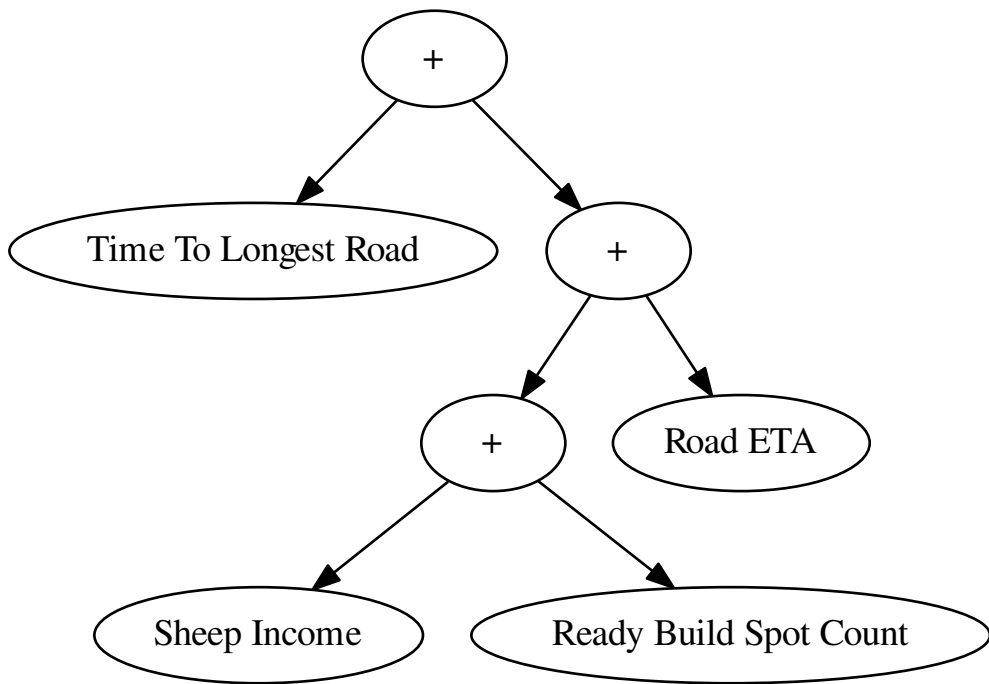 +
Time To Longest Road
+
+
Road ETA
Sheep Income
Ready Build Spot Count